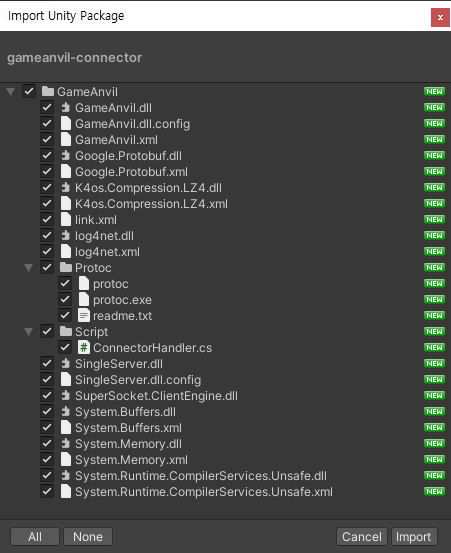 Import Unity Package
x
gameanvil-connector
GameAnvil NEW
GameAnvil.dll NEW
GameAnvil.dll.config NEW
GameAnvil.xml NEW
Google.Protobuf.dll NEW
Google.Protobuf.xml NEW
K4os.Compression.LZ4.dll NEW
K4os.Compression.LZ4.xml NEW
link.xml NEW
log4net.dll NEW
log4net.xml NEW
Protoc NEW
protoc NEW
protoc.exe NEW
readme.txt NEW
Script NEW
# ConnectorHandler.cs NEW
SingleServer.dll NEW
SingleServer.dll.config NEW
SuperSocket.ClientEngine.dll NEW
System.Buffers.dll NEW
System.Buffers.xml NEW
System.Memory.dll NEW
System.Memory.xml NEW
System.Runtime.CompilerServices.Unsafe.dll NEW
System.Runtime.CompilerServices.Unsafe.xml NEW
All None Cancel Import